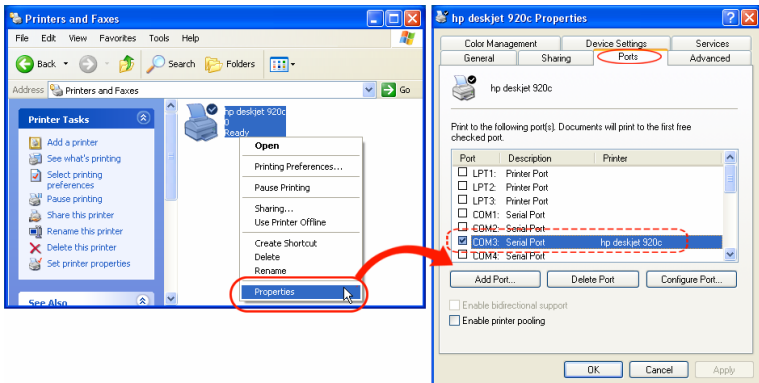 Printers and Faxes
File Edit View Favorites Tools Help
Back Search Folders
Address Printers and Faxes Go
Printer Tasks
Add a printer
See what's printing
Select printing
preferences
Pause printing
Share this printer
Rename this printer
Delete this printer
Set printer properties
See Also
hp deskjet 920c
0
Ready
Open
Printing Preferences...
Pause Printing
Sharing...
Use Printer Offline
Create Shortcut
Delete
Rename
Properties
hp deskjet 920c Properties
Color Management Device Settings Services
General Sharing Ports Advanced
hp deskjet 920c
Print to the following port(s). Documents will print to the first free
checked port.
Port Description Printer
LPT1: Printer Port
LPT2: Printer Port
LPT3: Printer Port
COM1: Serial Port
COM2: Serial Port
COM3: Serial Port hp deskjet 920c
COM4: Serial Port
Add Port... Delete Port Configure Port...
Enable bidirectional support
Enable printer pooling
OK Cancel Apply